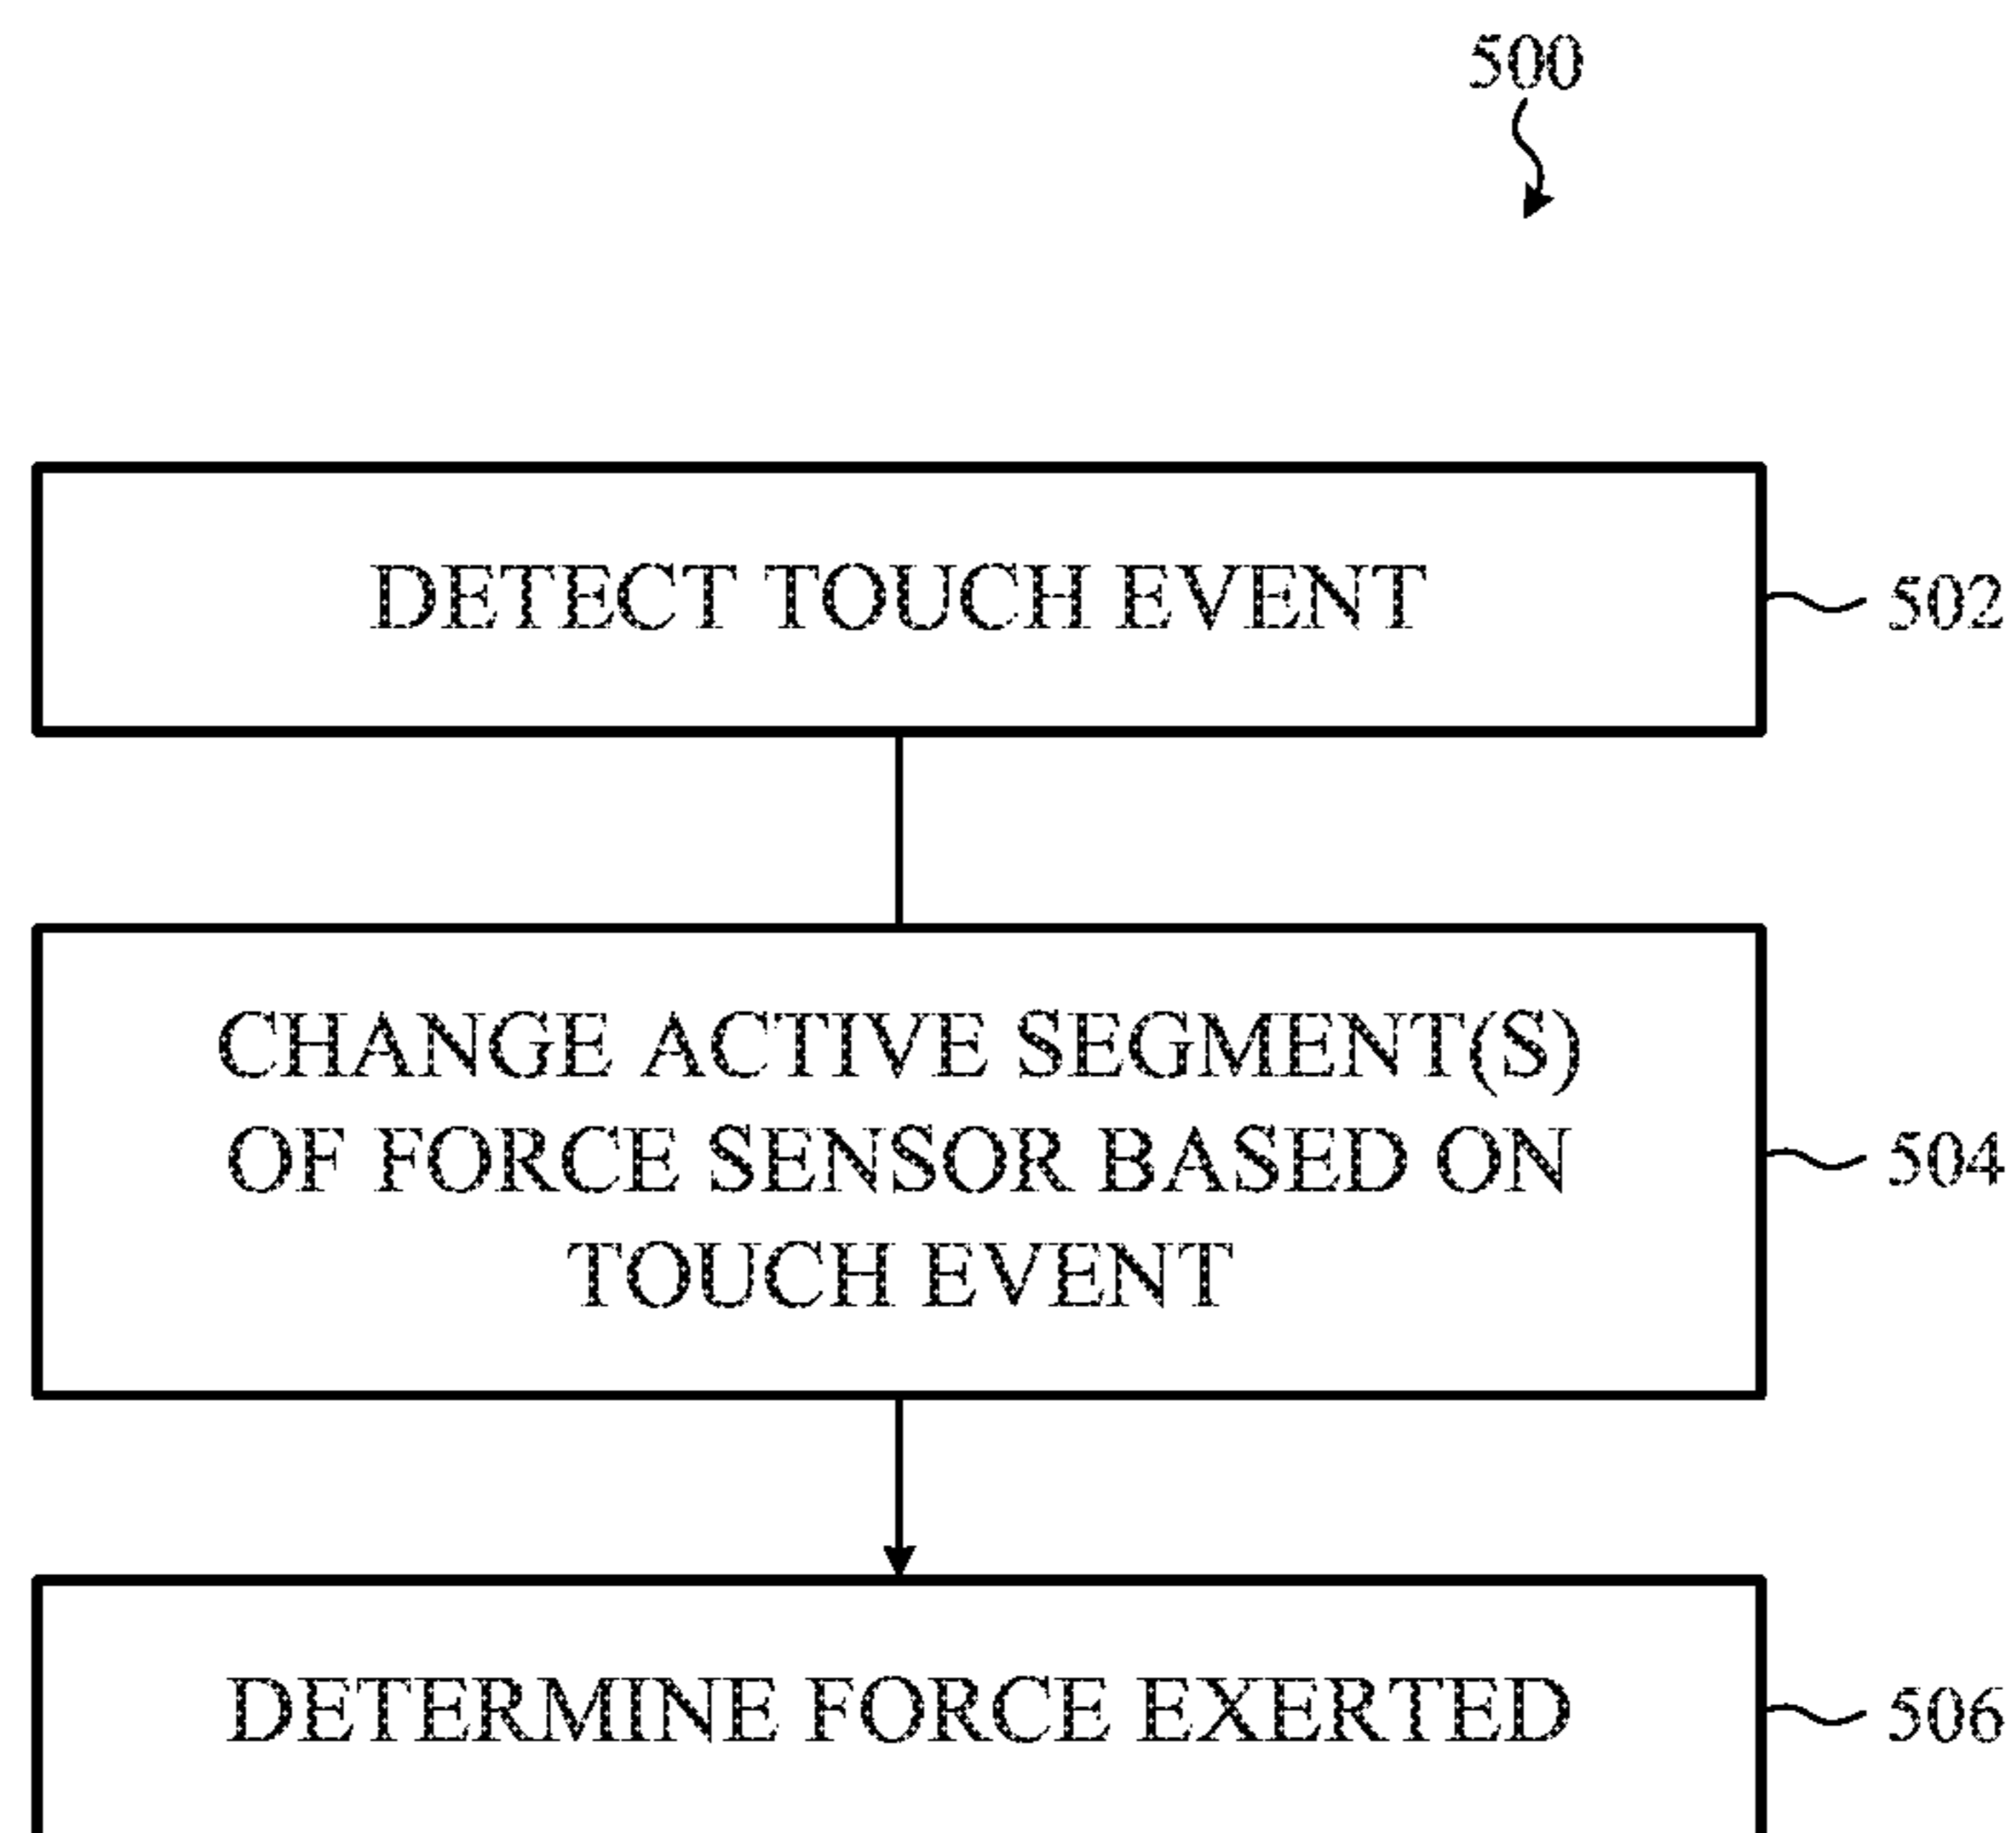 500
DETECT TOUCH EVENT
502
CHANGE ACTIVE SEGMENT(S)
OF FORCE SENSOR BASED ON
TOUCH EVENT
504
DETERMINE FORCE EXERTED
506